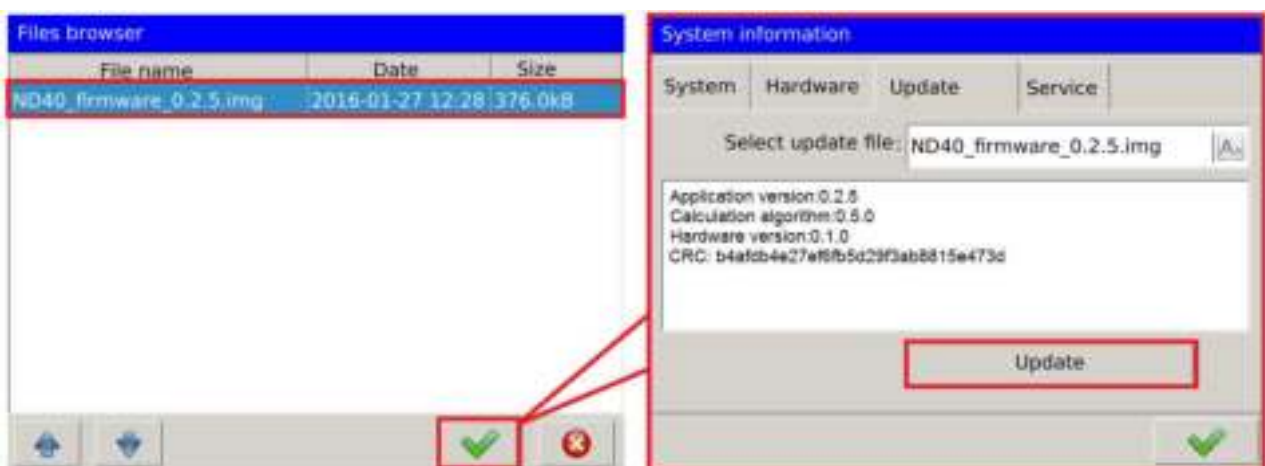 Files browser
File name Date Size
ND40_firmware_0.2.5.img 2016-01-27 12:28 376.0kB
System information
System Hardware Update Service
Select update file: ND40_firmware_0.2.5.img
Application version:0.2.5
Calculation algorithm:0.5.0
Hardware version:0.1.0
CRC:
Update